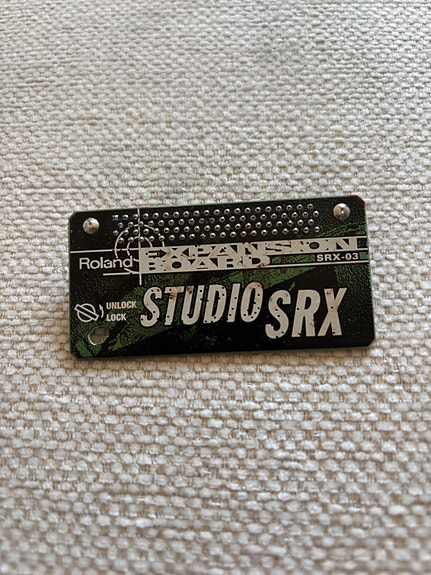 Roland EXPANSION BOARD SRX-03
UNLOCK
LOCK
STUDIO SRX